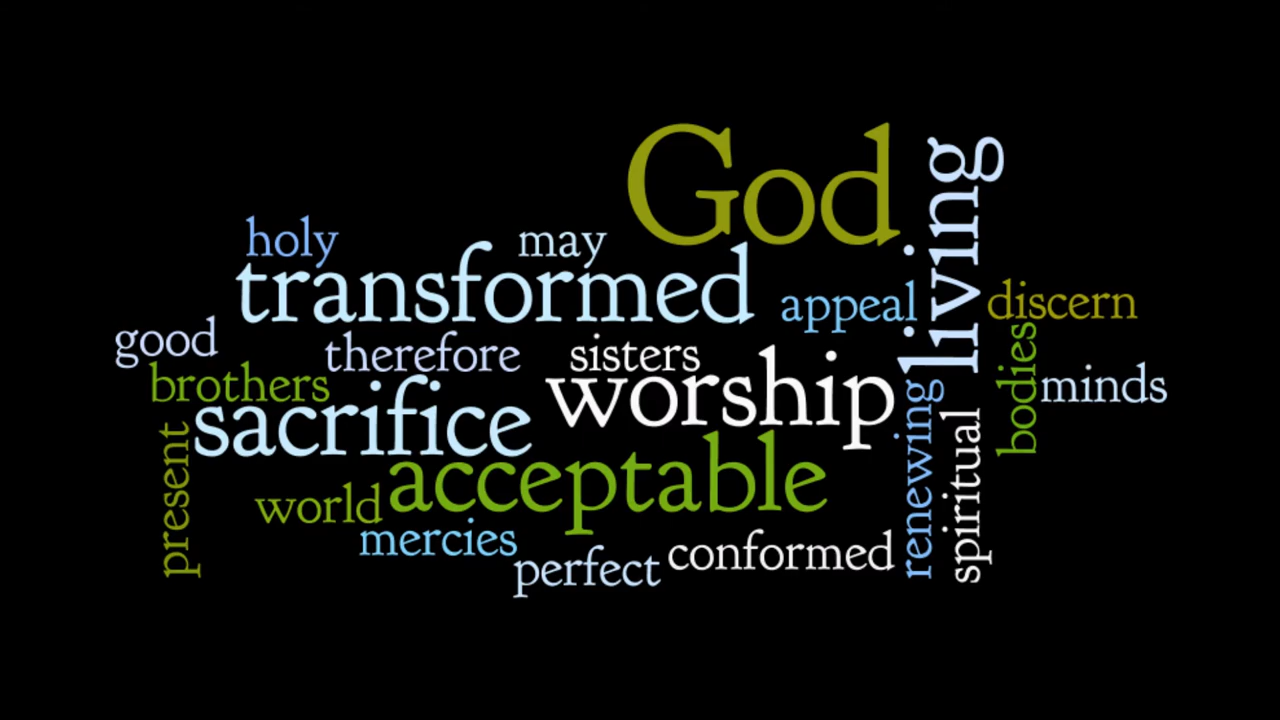 God
living
holy
may
transformed
appeal
discern
good
therefore
sisters
bodies
brothers
worship
minds
sacrifice
renewing
present
acceptable
spiritual
world
mercies
conformed
perfect